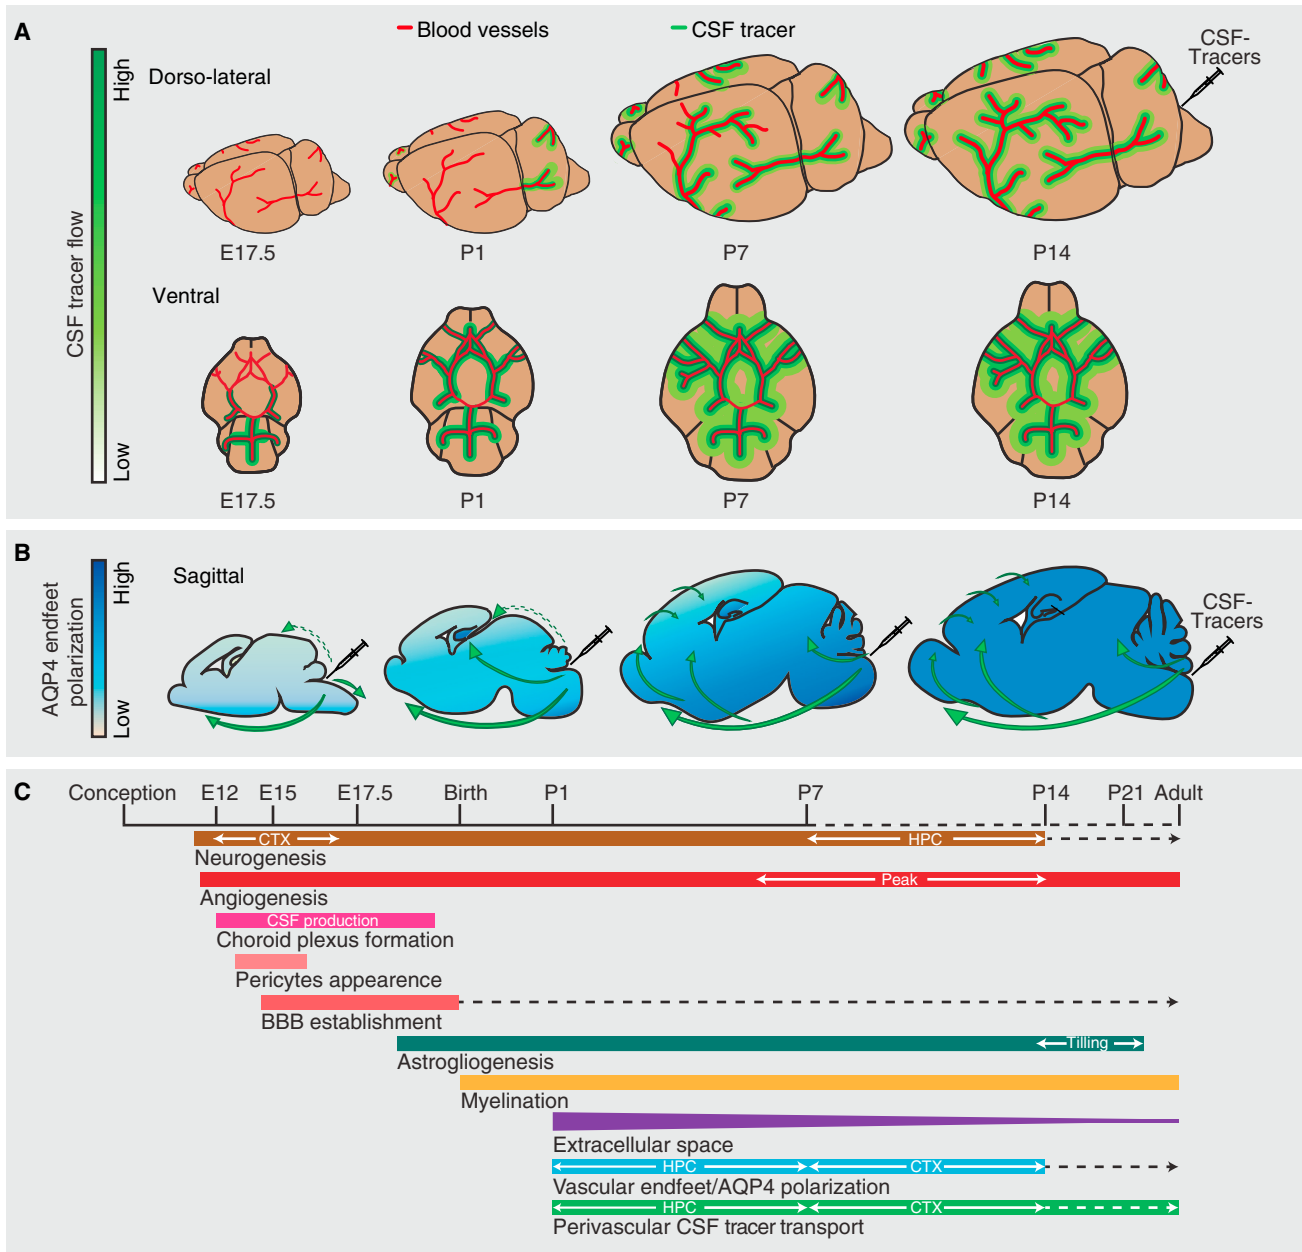 A
Blood vessels
CSF tracer
CSF-
Tracers
High
Dorso-lateral
CSF tracer flow
E17.5
P1
P7
P14
Ventral
Low
E17.5
P1
P7
P14
B
High
Sagittal
AQP4 endfeet
polarization
CSF-
Tracers
Low
C
Conception E12 E15 E17.5 Birth P1 P7 P14 P21 Adult
CTX HPC
Neurogenesis
Peak
Angiogenesis
CSF production
Choroid plexus formation
Pericytes appearence
BBB establishment
Tilling
Astrogliogenesis
Myelination
Extracellular space
HPC CTX
Vascular endfeet/AQP4 polarization
HPC CTX
Perivascular CSF tracer transport